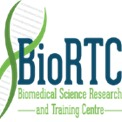 BioRTC
Biomedical Science Research
and Training Centre